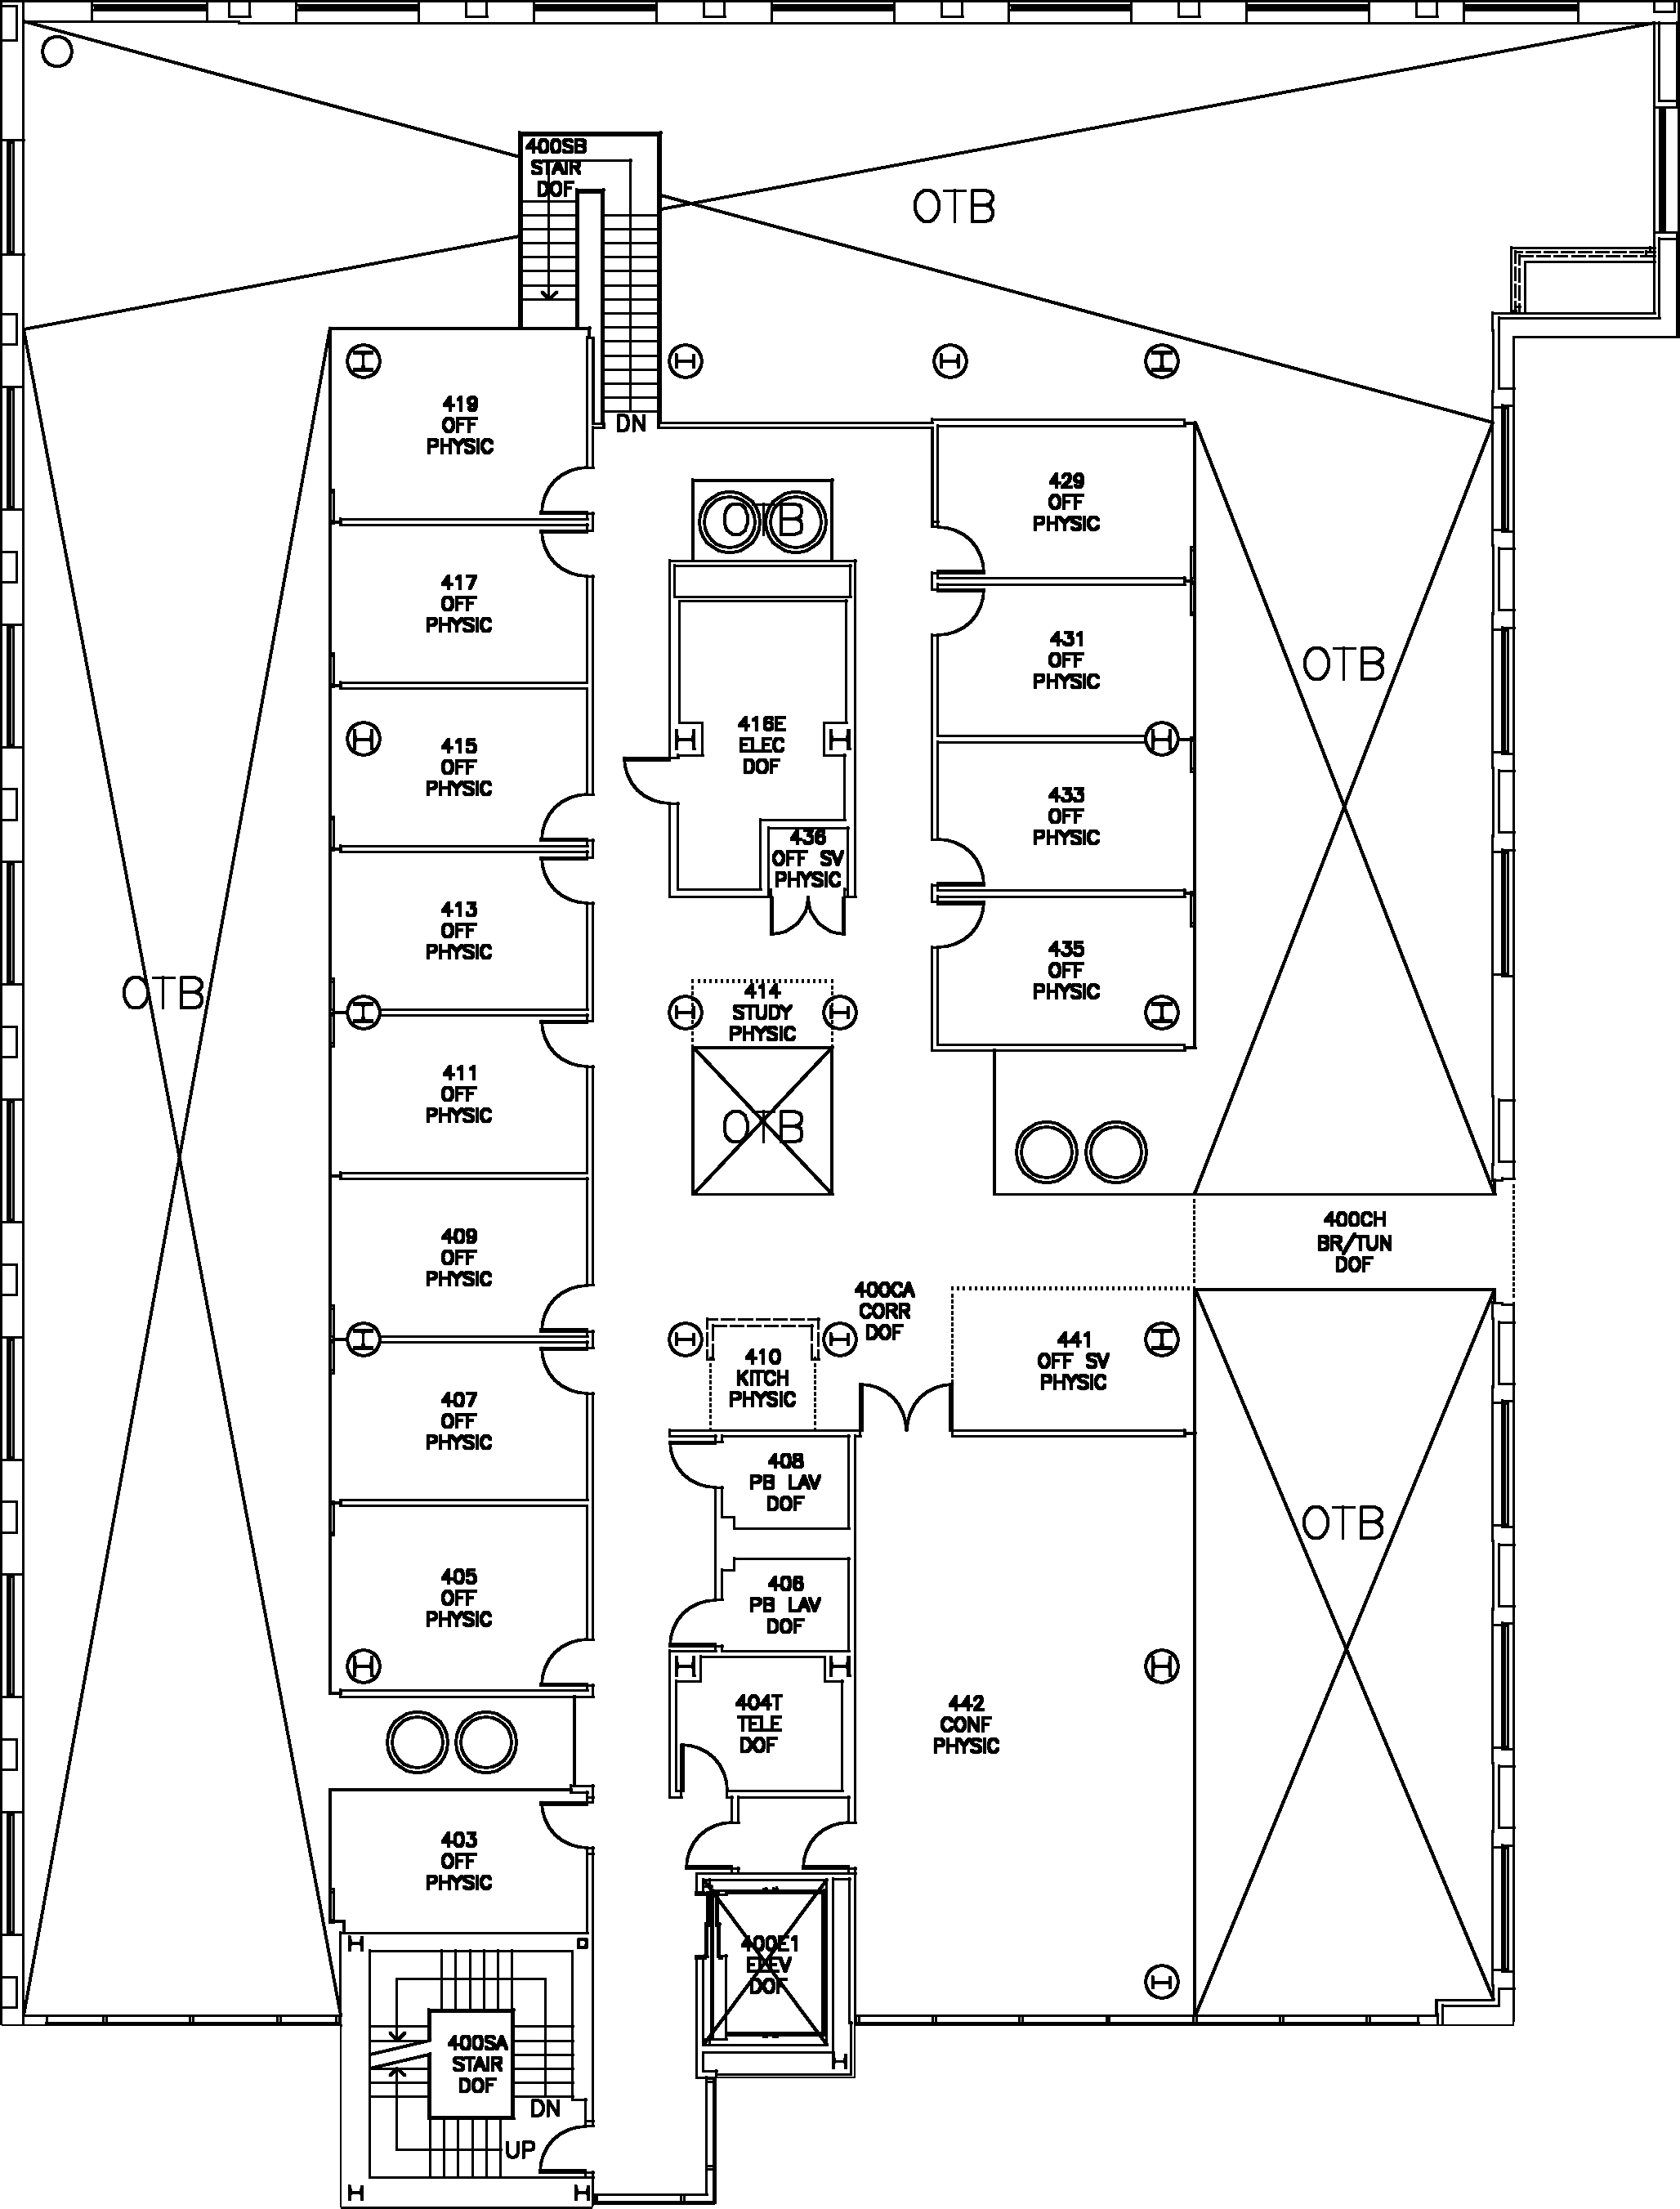 400SB
STAIR
DOF
OTB
DN
419
OFF
PHYSIC
429
OFF
PHYSIC
OTB
417
OFF
PHYSIC
431
OFF
PHYSIC
OTB
416E
ELEC
DOF
415
OFF
PHYSIC
433
OFF
PHYSIC
436
OFF SV
PHYSIC
413
OFF
PHYSIC
435
OFF
PHYSIC
OTB
414
STUDY
PHYSIC
411
OFF
PHYSIC
OTB
409
OFF
PHYSIC
400CH
BR/TUN
DOF
400CA
CORR
DOF
410
KITCH
PHYSIC
441
OFF SV
PHYSIC
407
OFF
PHYSIC
408
PB LAV
DOF
OTB
405
OFF
PHYSIC
406
PB LAV
DOF
404T
TELE
DOF
442
CONF
PHYSIC
403
OFF
PHYSIC
400E1
ELEV
DOF
400SA
STAIR
DOF
DN
UP